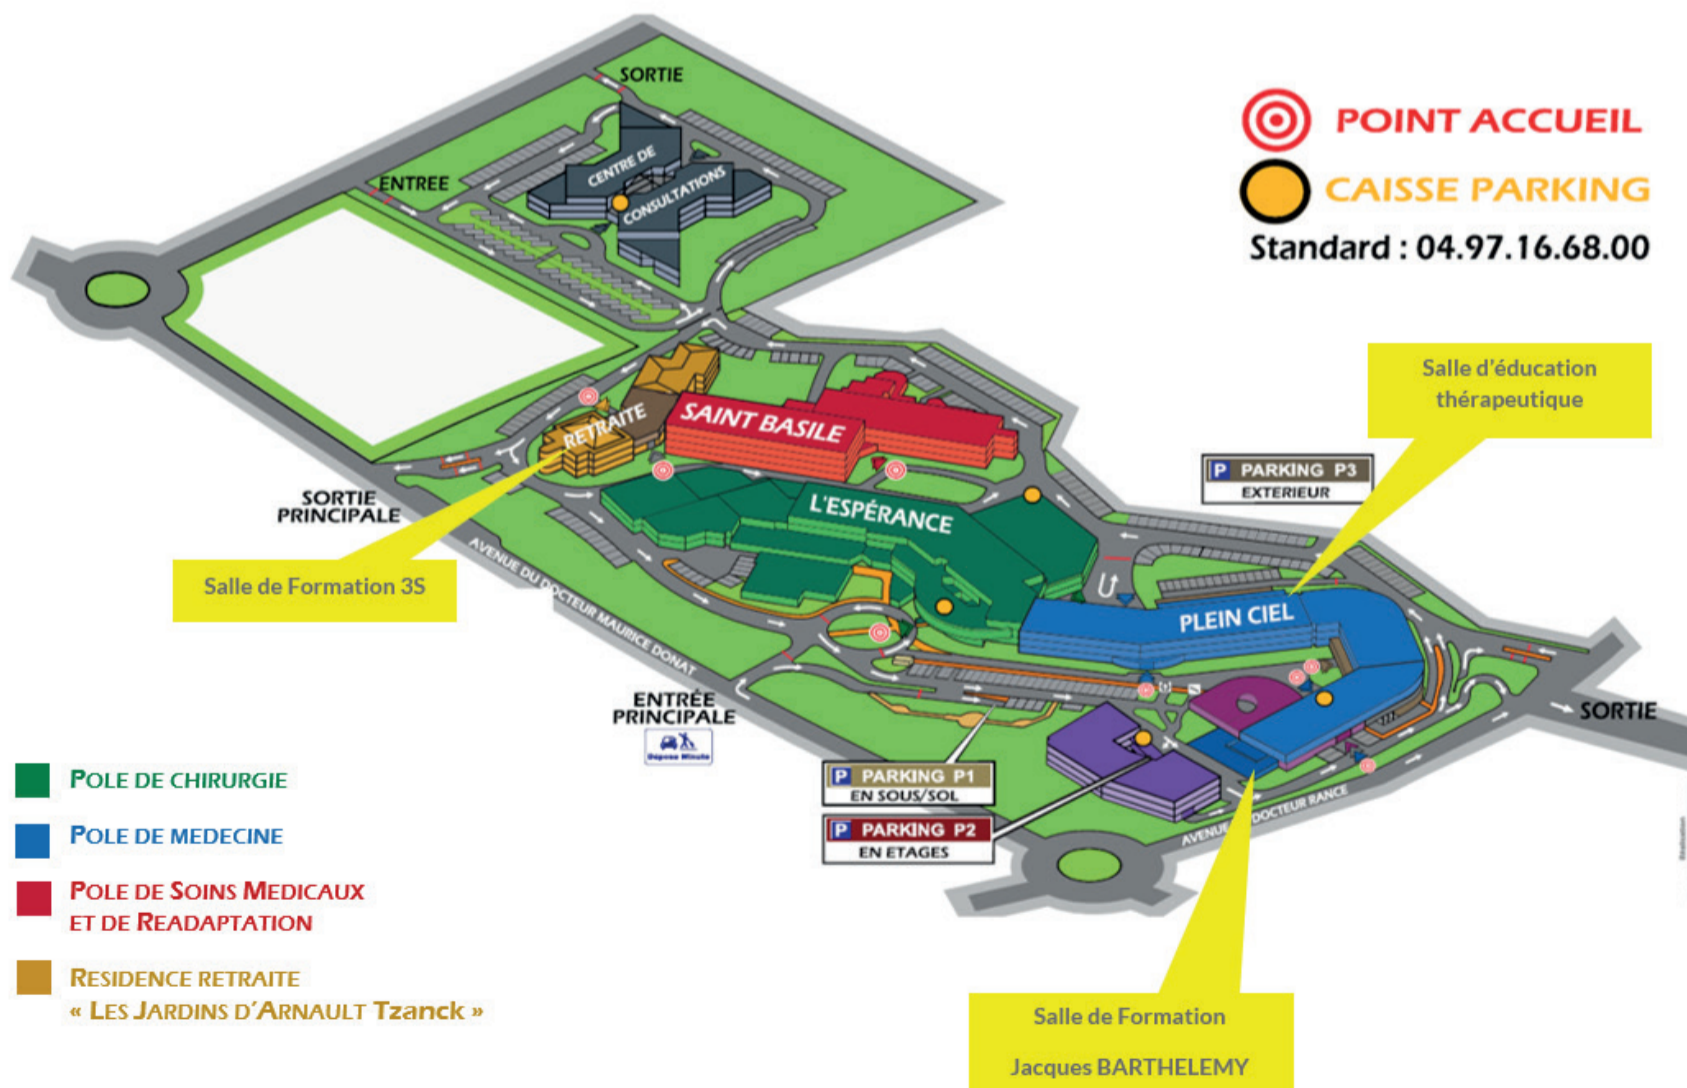 SORTIE
POINT ACCUEIL
CENTRE DE
CONSULTATIONS
ENTREE
CAISSE PARKING
Standard : 04.97.16.68.00
Salle d'éducation
thérapeutique
RETRAITE
SAINT BASILE
P PARKING P3
EXTERIEUR
SORTIE
PRINCIPALE
L'ESPÉRANCE
AVENUE DU DOCTEUR MAURICE DONAT
Salle de Formation 3S
PLEIN CIEL
ENTRÉE
PRINCIPALE
Dépose Minute
SORTIE
P PARKING P1
EN SOUS/SOL
P PARKING P2
EN ETAGES
AVENUE DU DOCTEUR RANCE
POLE DE CHIRURGIE
POLE DE MEDECINE
POLE DE SOINS MEDICAUX
ET DE READAPTATION
RESIDENCE RETRAITE
« LES JARDINS D'ARNAULT Tzanck »
Salle de Formation
Jacques BARTHELEMY